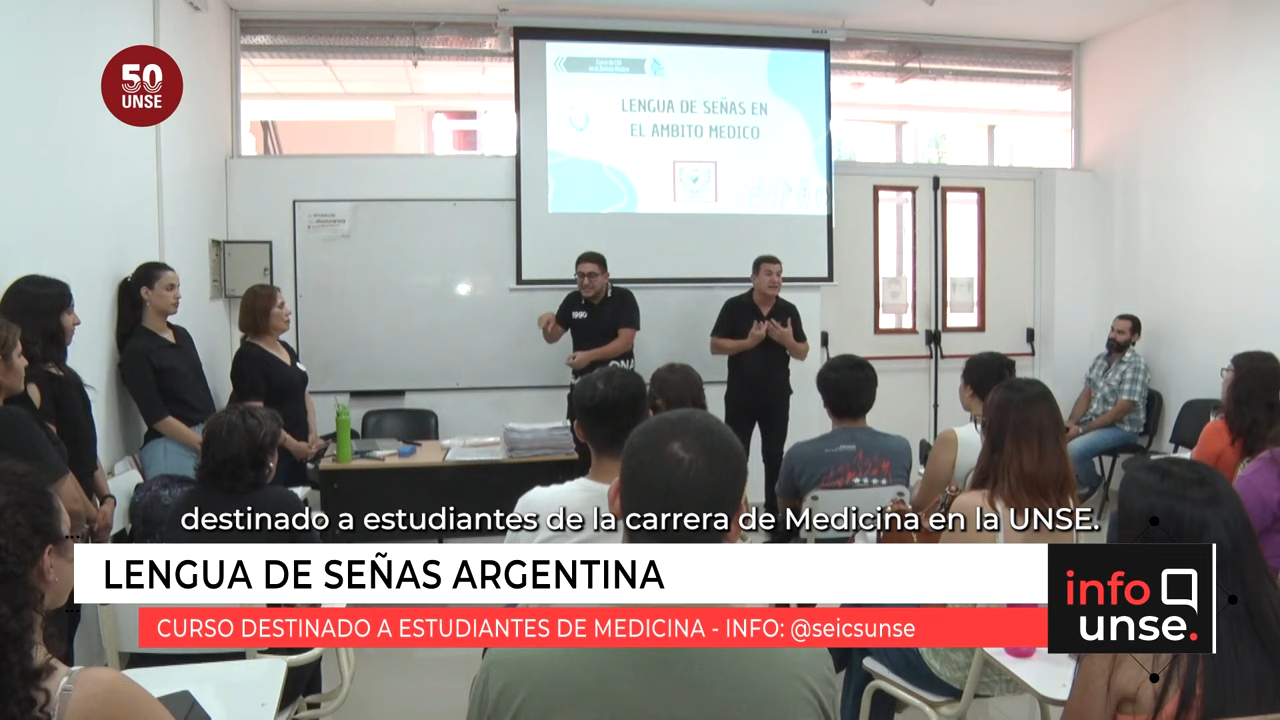 50
UNSE
LENGUA DE SEÑAS EN
EL AMBITO MEDICO
1990
destinado a estudiantes de la carrera de Medicina en la UNSE.
LENGUA DE SEÑAS ARGENTINA
CURSO DESTINADO A ESTUDIANTES DE MEDICINA - INFO: @seicsunse
info
unse.